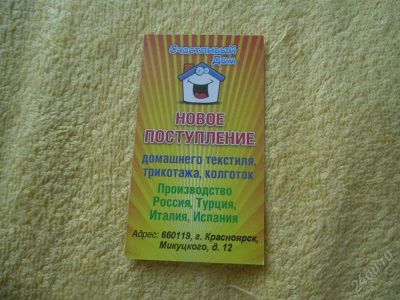 Счастливый
Дом
НОВОЕ
ПОСТУПЛЕНИЕ
домашнего текстиля,
трикотажа, колготок
Производство
Россия, Турция,
Италия, Испания
Адрес: 660119, г. Красноярск,
Микуцкого, д. 12